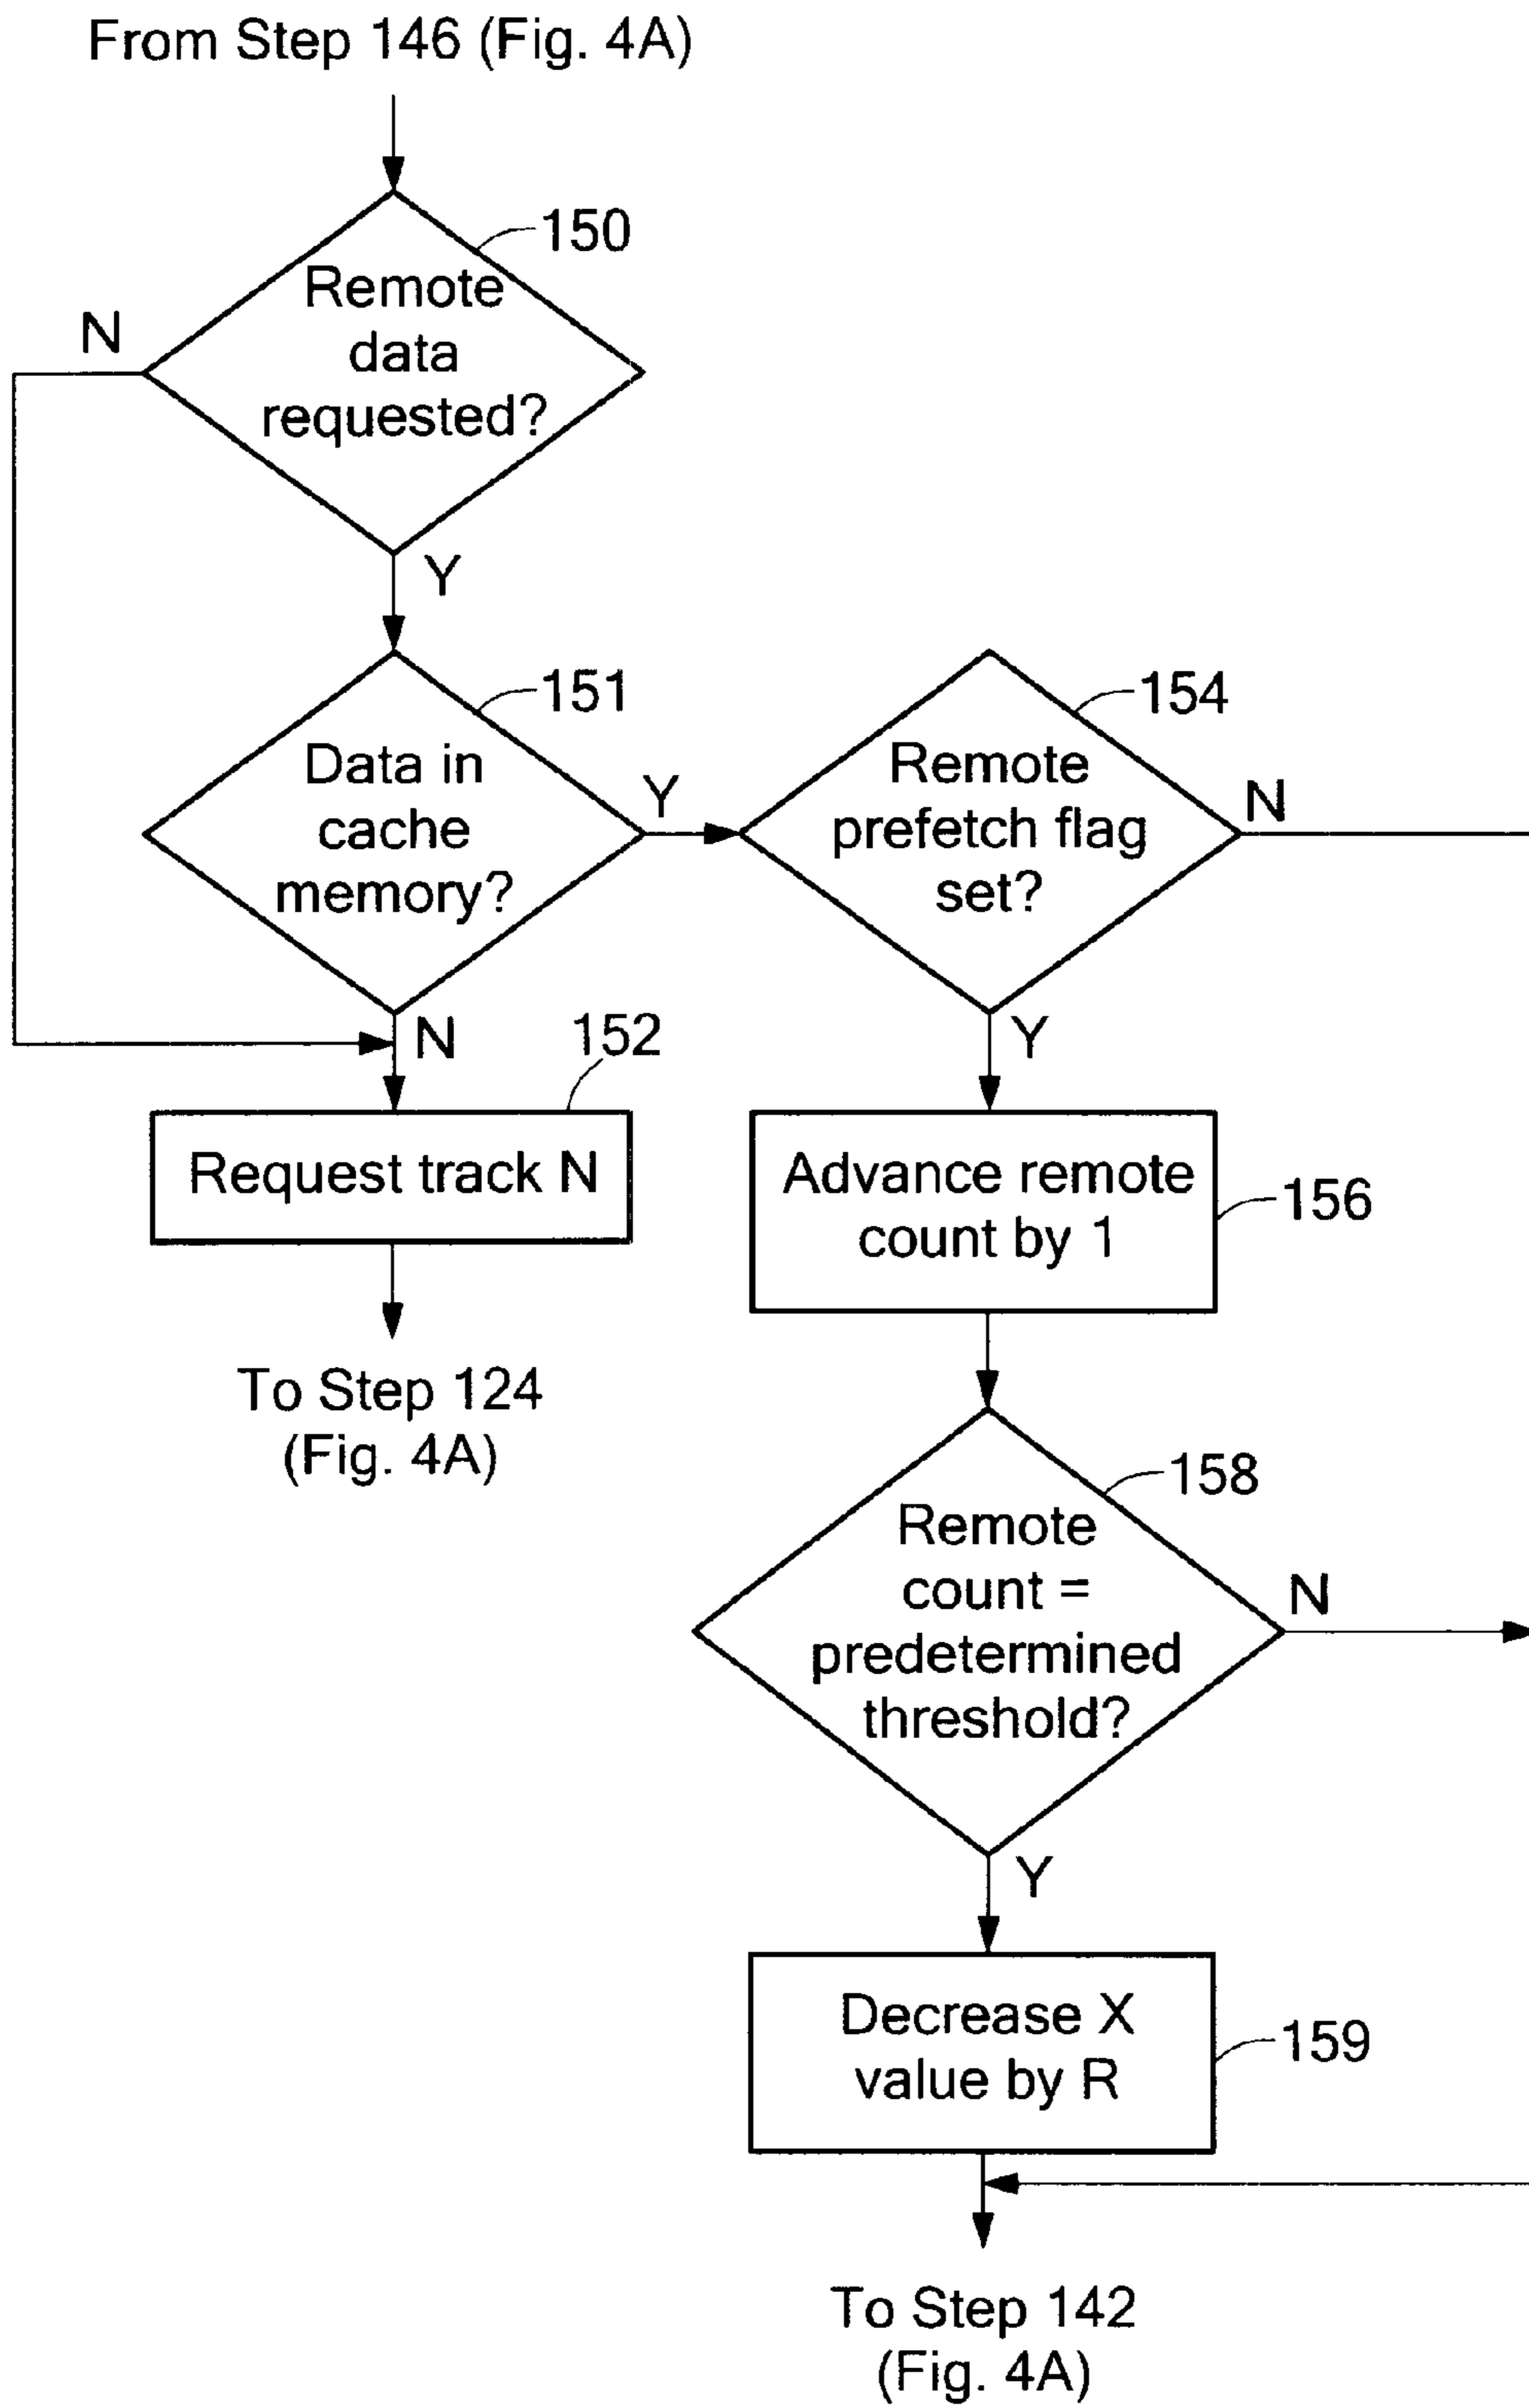 From Step 146 (Fig. 4A)
150
Remote
data
requested?
N
Y
151
Data in
cache
memory?
Y
N
154
Remote
prefetch flag
set?
N
Y
152
Request track N
To Step 124
(Fig. 4A)
Advance remote
count by 1
156
158
Remote
count =
predetermined
threshold?
N
Y
Decrease X
value by R
159
To Step 142
(Fig. 4A)